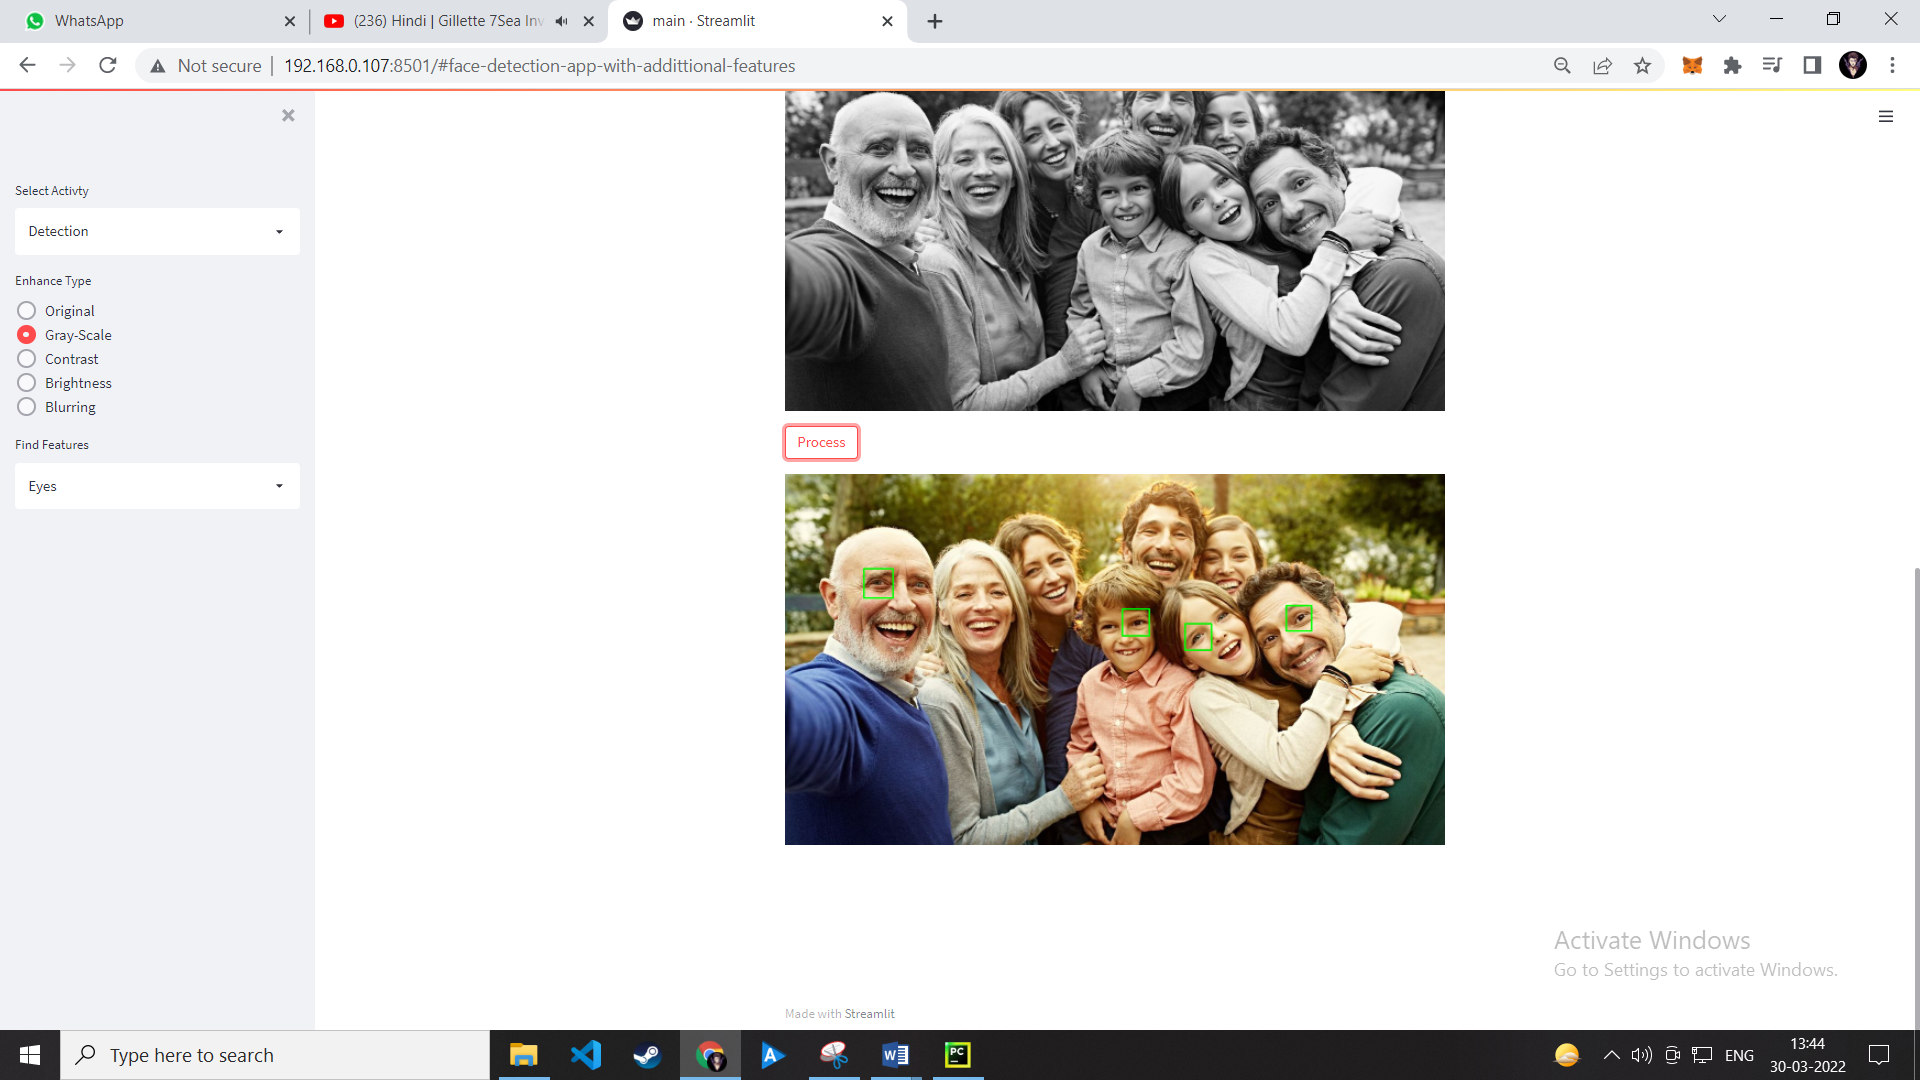 WhatsApp
(236) Hindi | Gillette 7Sea Inv
main · Streamlit
Not secure
192.168.0.107:8501/#face-detection-app-with-addittional-features
Select Activty
Detection
Enhance Type
Original
Gray-Scale
Contrast
Brightness
Blurring
Find Features
Eyes
Process
Activate Windows
Go to Settings to activate Windows.
Made with Streamlit
Type here to search
W
PC
ENG
13:44
30-03-2022